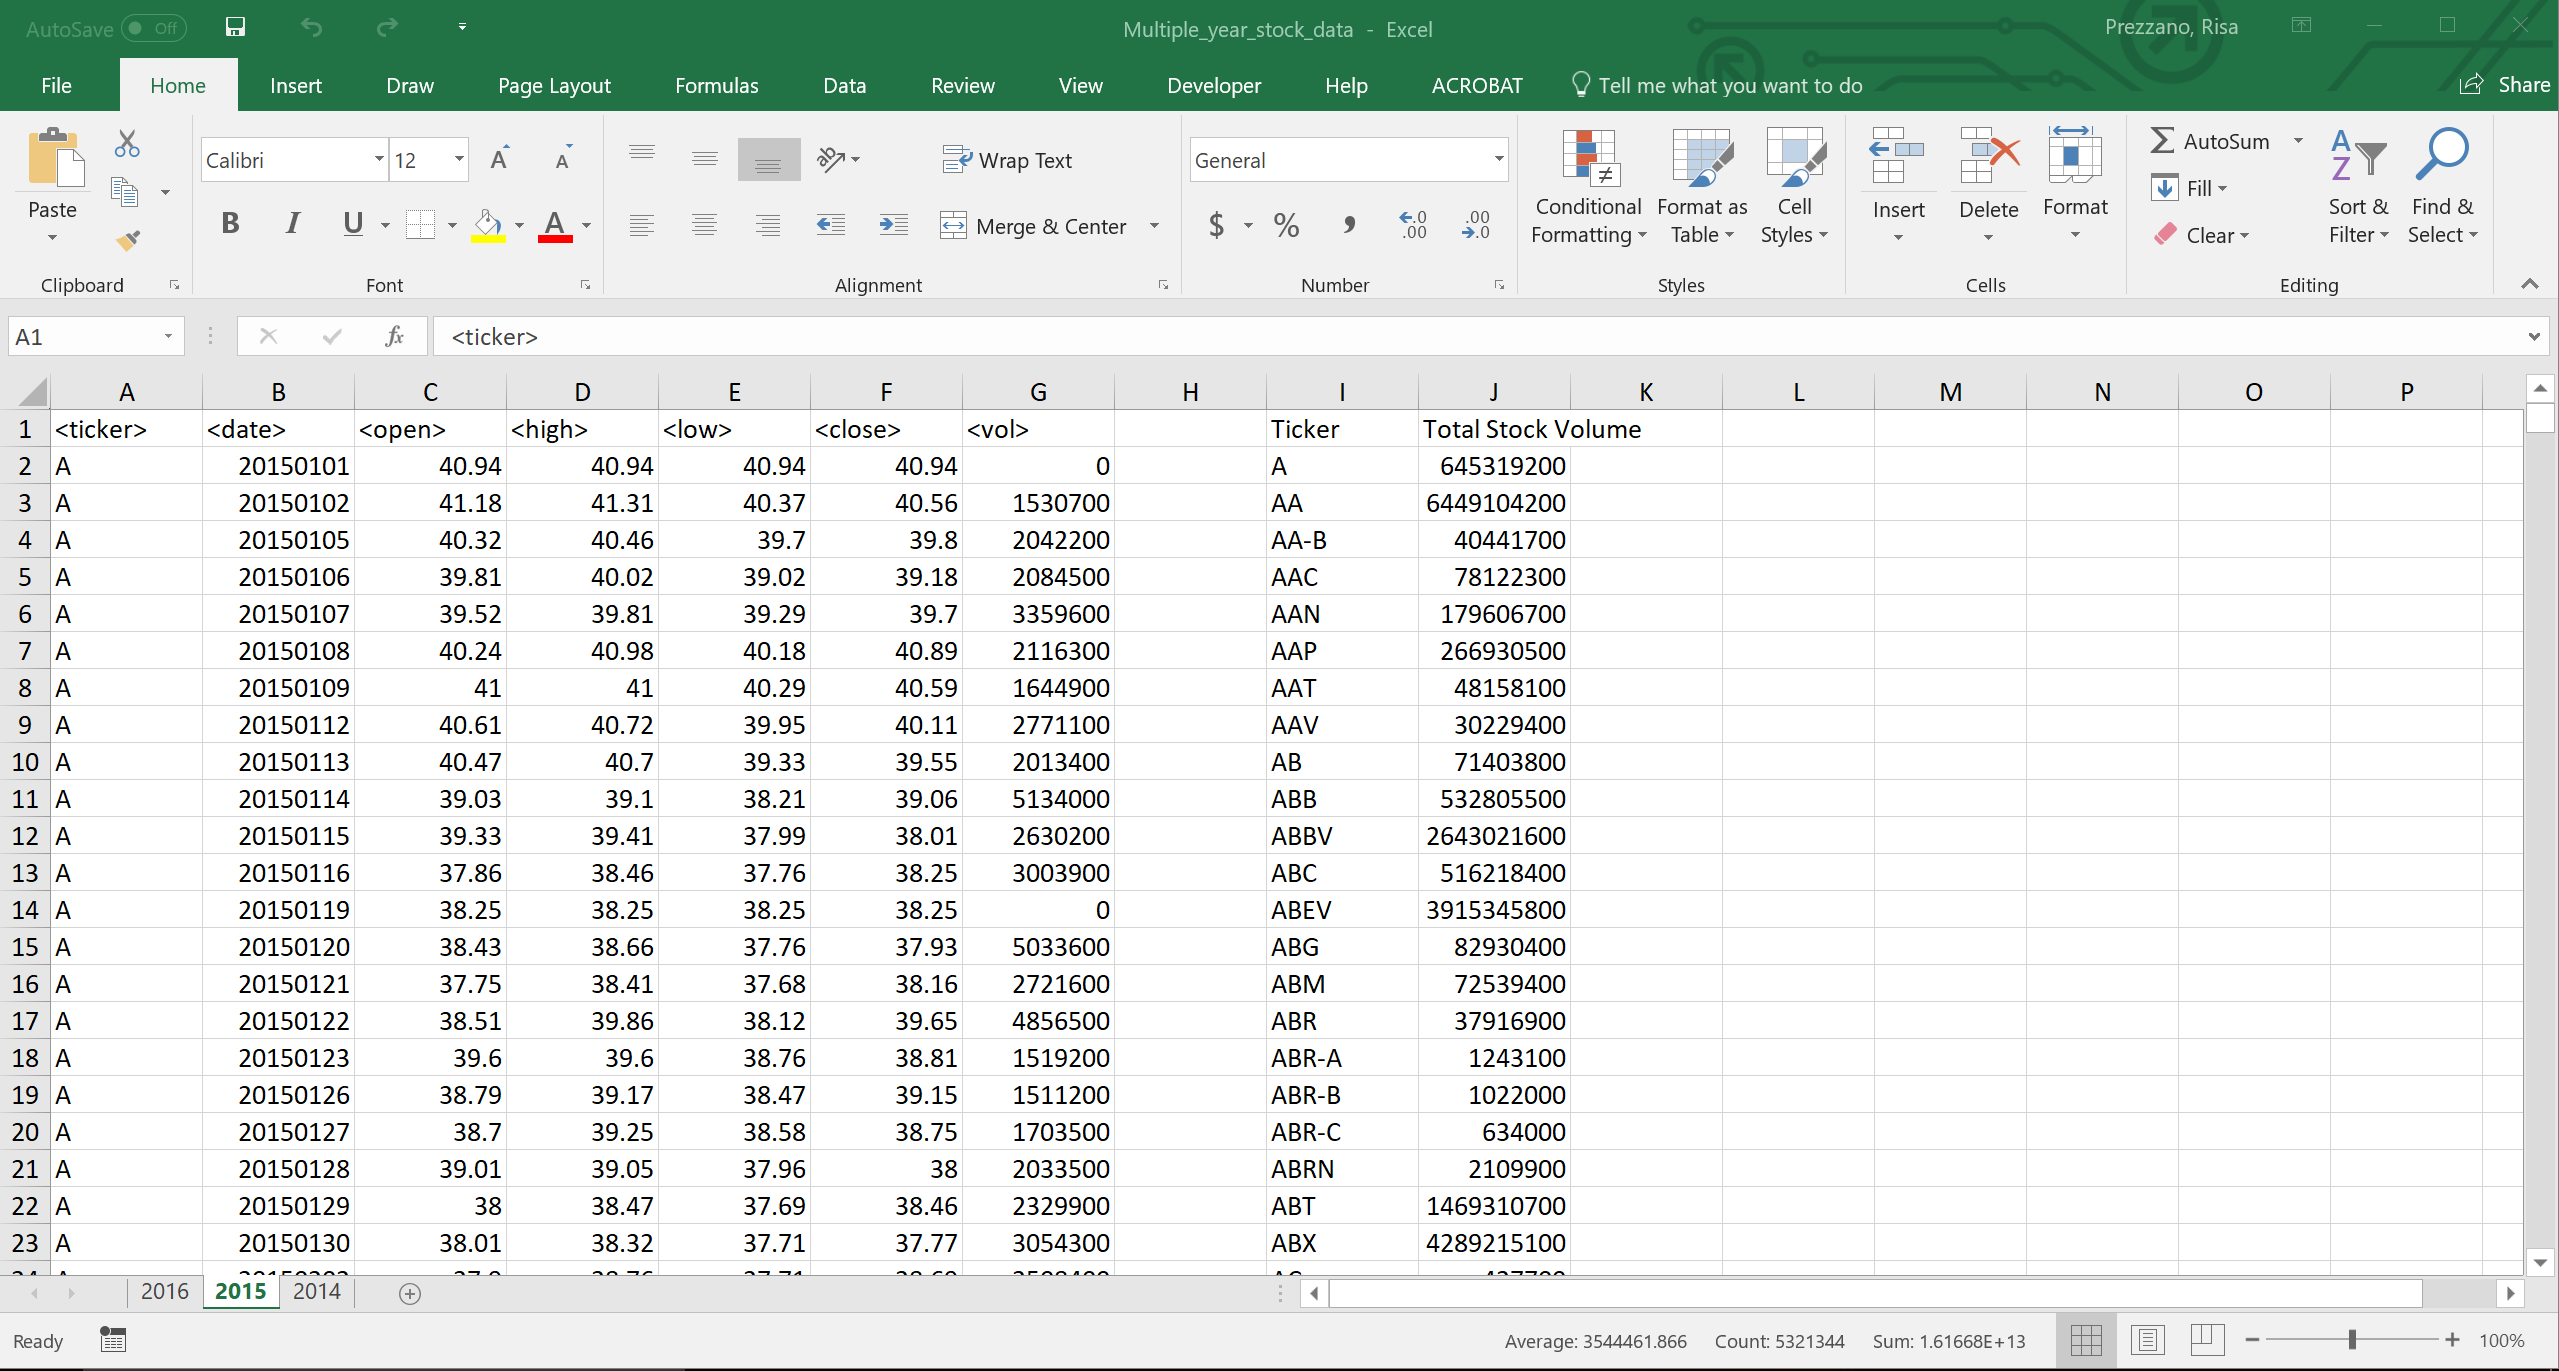 AutoSave Off Multiple_year_stock_data - Excel Prezzano, Risa
File Home Insert Draw Page Layout Formulas Data Review View Developer Help ACROBAT Tell me what you want to do Share
Paste
Clipboard
Calibri 12
B I U A
Font
Wrap Text
Merge & Center
Alignment
General
$ % , .0 .00 .00 .0
Number
Conditional Formatting
Format as Table
Cell Styles
Styles
Insert Delete Format
Cells
AutoSum
Fill
Clear
Sort & Filter
Find & Select
Editing
A1 fx <ticker>
A B C D E F G H I J K L M N O P
1 <ticker> <date> <open> <high> <low> <close> <vol> Ticker Total Stock Volume
2 A 20150101 40.94 40.94 40.94 40.94 0 A 645319200
3 A 20150102 41.18 41.31 40.37 40.56 1530700 AA 6449104200
4 A 20150105 40.32 40.46 39.7 39.8 2042200 AA-B 40441700
5 A 20150106 39.81 40.02 39.02 39.18 2084500 AAC 78122300
6 A 20150107 39.52 39.81 39.29 39.7 3359600 AAN 179606700
7 A 20150108 40.24 40.98 40.18 40.89 2116300 AAP 266930500
8 A 20150109 41 41 40.29 40.59 1644900 AAT 48158100
9 A 20150112 40.61 40.72 39.95 40.11 2771100 AAV 30229400
10 A 20150113 40.47 40.7 39.33 39.55 2013400 AB 71403800
11 A 20150114 39.03 39.1 38.21 39.06 5134000 ABB 532805500
12 A 20150115 39.33 39.41 37.99 38.01 2630200 ABBV 2643021600
13 A 20150116 37.86 38.46 37.76 38.25 3003900 ABC 516218400
14 A 20150119 38.25 38.25 38.25 38.25 0 ABEV 3915345800
15 A 20150120 38.43 38.66 37.76 37.93 5033600 ABG 82930400
16 A 20150121 37.75 38.41 37.68 38.16 2721600 ABM 72539400
17 A 20150122 38.51 39.86 38.12 39.65 4856500 ABR 37916900
18 A 20150123 39.6 39.6 38.76 38.81 1519200 ABR-A 1243100
19 A 20150126 38.79 39.17 38.47 39.15 1511200 ABR-B 1022000
20 A 20150127 38.7 39.25 38.58 38.75 1703500 ABR-C 634000
21 A 20150128 39.01 39.05 37.96 38 2033500 ABRN 2109900
22 A 20150129 38 38.47 37.69 38.46 2329900 ABT 1469310700
23 A 20150130 38.01 38.32 37.71 37.77 3054300 ABX 4289215100
2016 2015 2014
Ready Average: 3544461.866 Count: 5321344 Sum: 1.61668E+13 100%